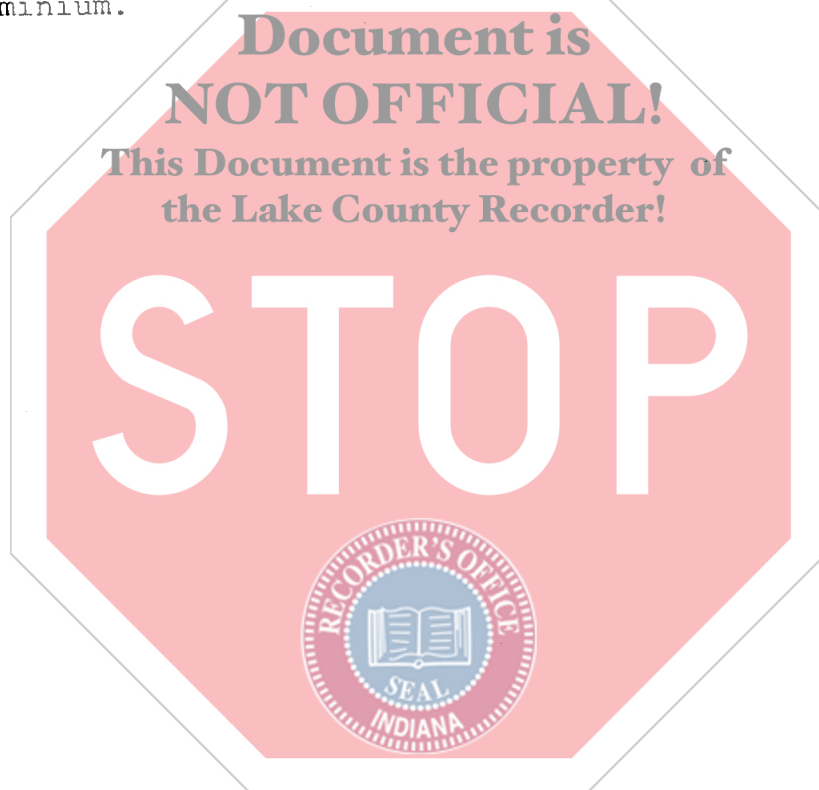 minium.
Document is
NOT OFFICIAL!
This Document is the property of
the Lake County Recorder!
STOP
RECORDER'S OFFICE
SEAL
INDIANA